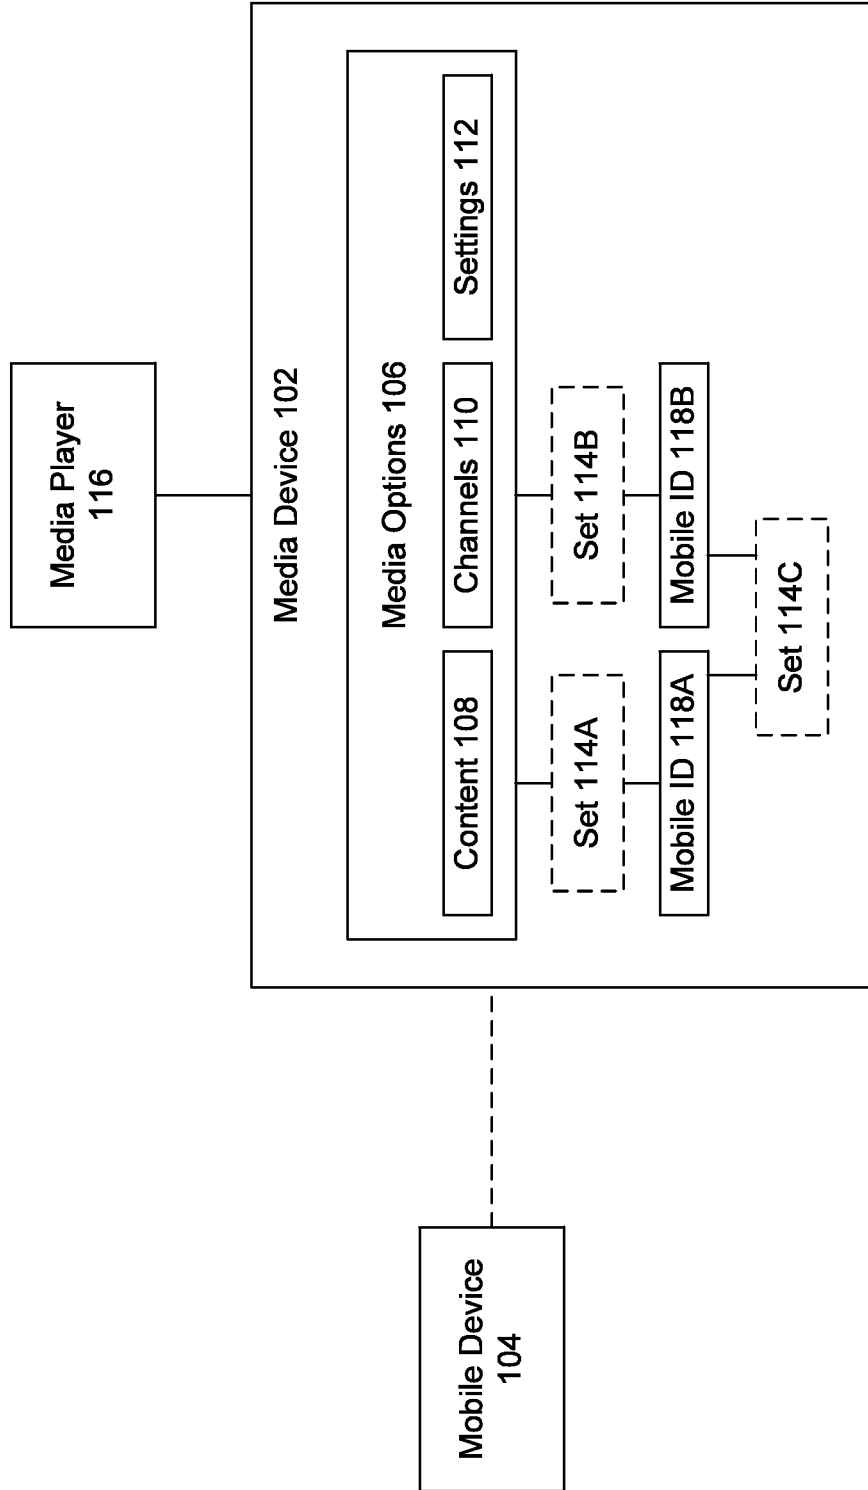 Media Player
116
Media Device 102
Media Options 106
Content 108
Channels 110
Settings 112
Set 114A
Set 114B
Mobile ID 118A
Mobile ID 118B
Set 114C
Mobile Device
104